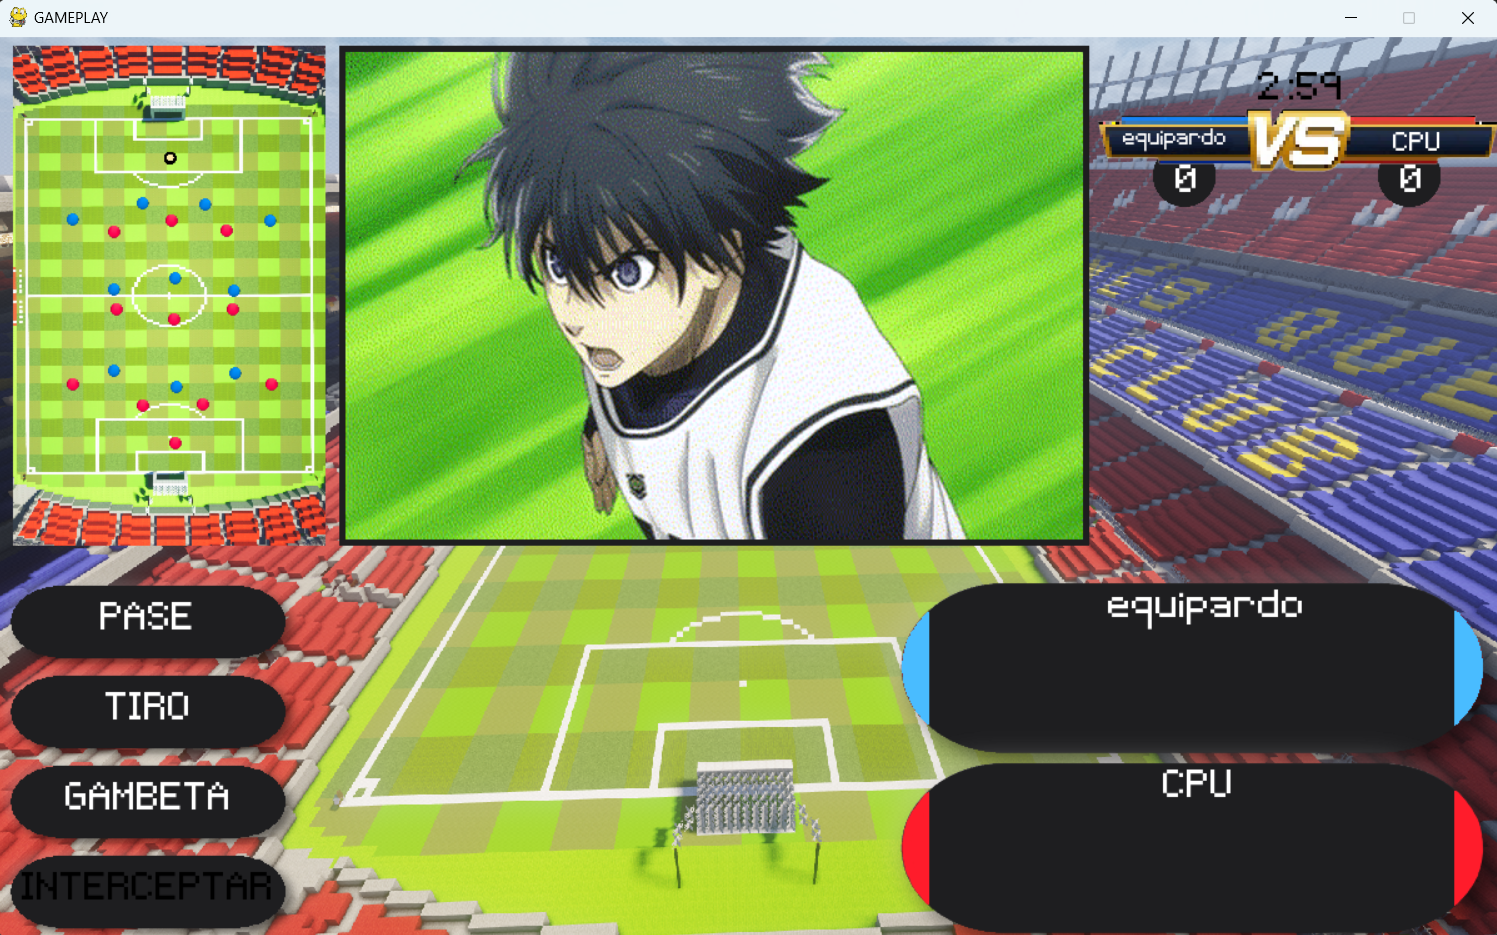 GAMEPLAY
2:59
equipardo VS CPU
0 0
PASE
TIRO
GAMBETA
INTERCEPTAR
equipardo
CPU